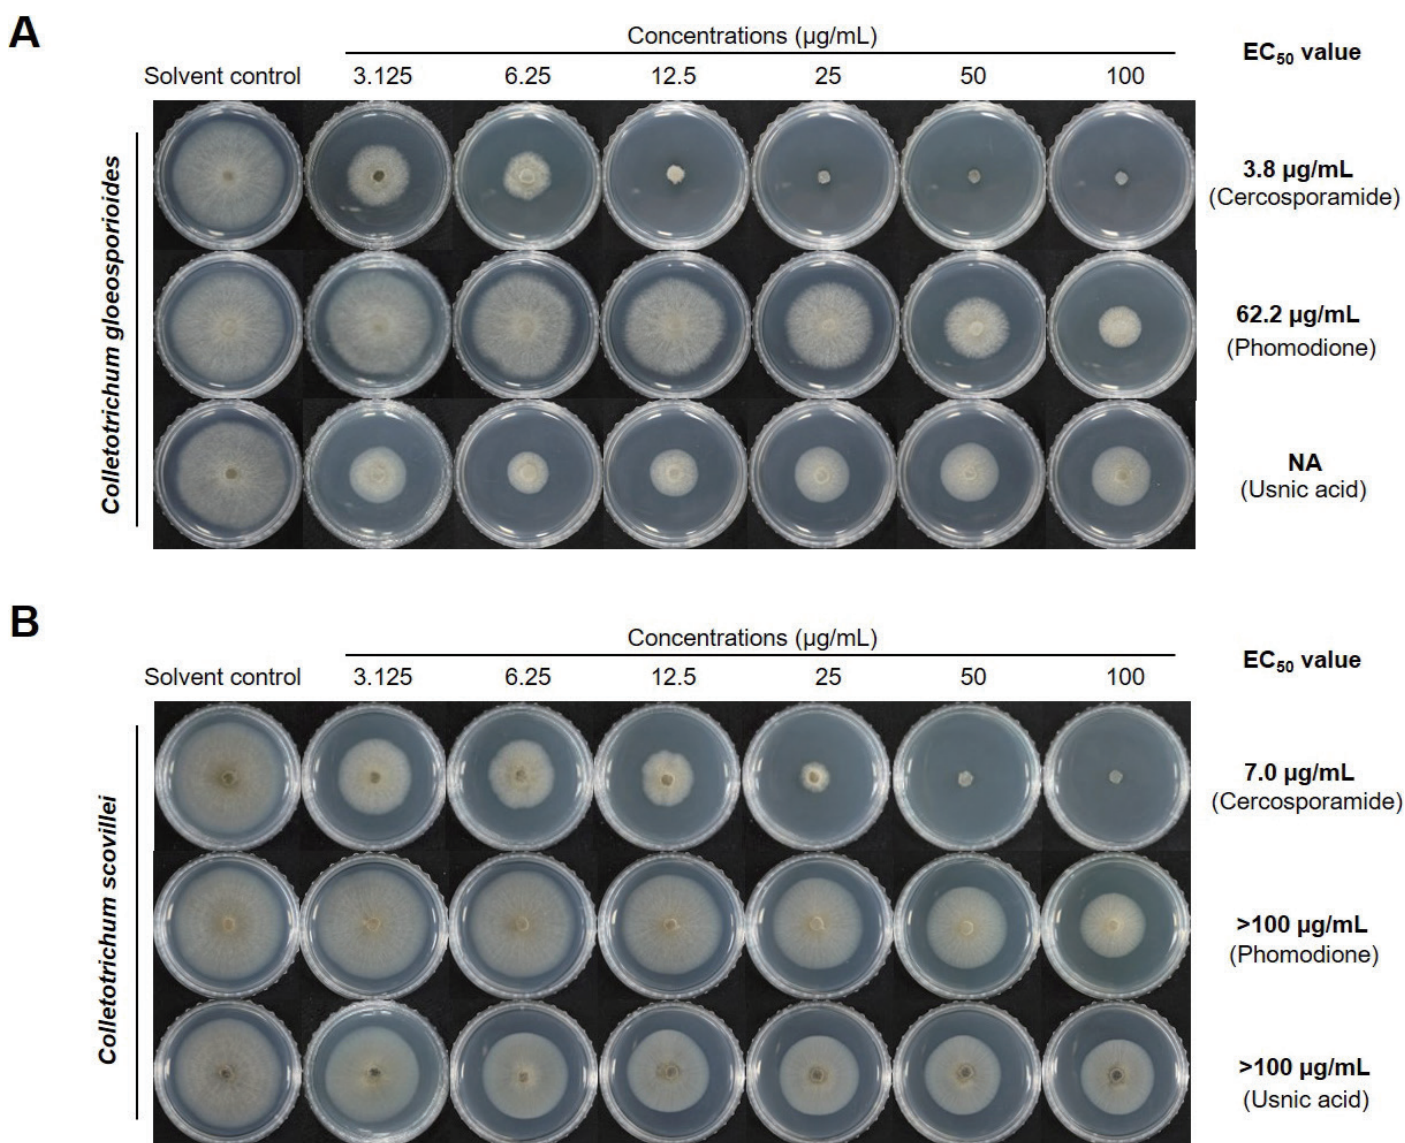 A
Concentrations (µg/mL)
EC50 value
Solvent control 3.125 6.25 12.5 25 50 100
Colletotrichum gloeosporioides
3.8 µg/mL
(Cercosporamide)
62.2 µg/mL
(Phomodione)
NA
(Usnic acid)
B
Concentrations (µg/mL)
EC50 value
Solvent control 3.125 6.25 12.5 25 50 100
Colletotrichum scovillei
7.0 µg/mL
(Cercosporamide)
>100 µg/mL
(Phomodione)
>100 µg/mL
(Usnic acid)